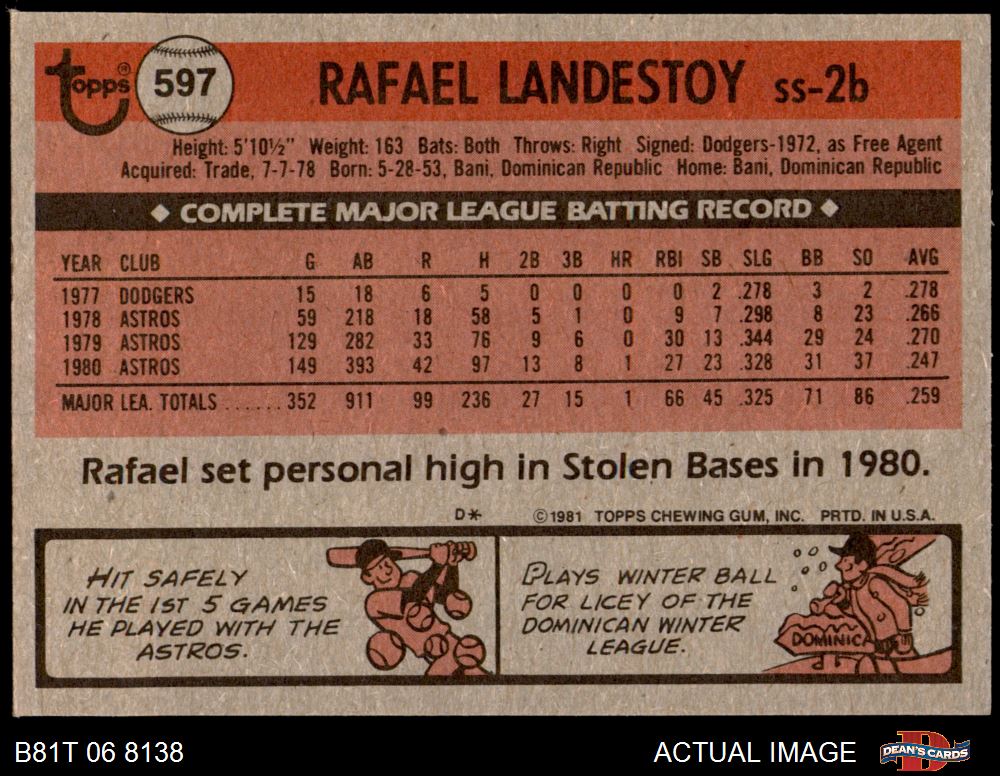 topps® 597 RAFAEL LANDESTOY ss-2b
Height: 5'10½" Weight: 163 Bats: Both Throws: Right Signed: Dodgers-1972, as Free Agent
Acquired: Trade, 7-7-78 Born: 5-28-53, Bani, Dominican Republic Home: Bani, Dominican Republic
◆ COMPLETE MAJOR LEAGUE BATTING RECORD ◆
YEAR CLUB G AB R H 2B 3B HR RBI SB SLG BB SO AVG
1977 DODGERS 15 18 6 5 0 0 0 0 2 .278 3 2 .278
1978 ASTROS 59 218 18 58 5 1 0 9 7 .298 8 23 .266
1979 ASTROS 129 282 33 76 9 6 0 30 13 .344 29 24 .270
1980 ASTROS 149 393 42 97 13 8 1 27 23 .328 31 37 .247
MAJOR LEA. TOTALS ...... 352 911 99 236 27 15 1 66 45 .325 71 86 .259
Rafael set personal high in Stolen Bases in 1980.
D* ©1981 TOPPS CHEWING GUM, INC. PRTD. IN U.S.A.
HIT SAFELY
IN THE 1ST 5 GAMES
HE PLAYED WITH THE
ASTROS.
PLAYS WINTER BALL
FOR LICEY OF THE
DOMINICAN WINTER
LEAGUE.
DOMINICA
B81T 06 8138 ACTUAL IMAGE DEAN'S CARDS